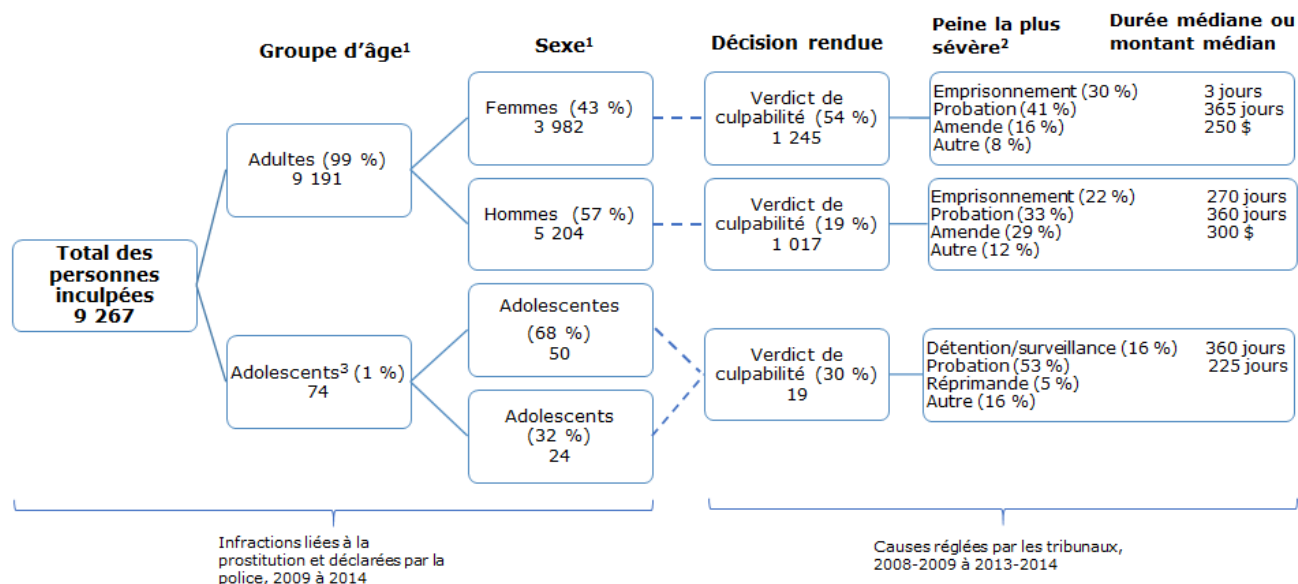 Groupe d'âge¹
Sexe¹
Décision rendue
Peine la plus
sévère²
Durée médiane ou
montant médian
Total des
personnes
inculpées
9 267
Adultes (99 %)
9 191
Adolescents³ (1 %)
74
Femmes (43 %)
3 982
Hommes (57 %)
5 204
Adolescentes
(68 %)
50
Adolescents
(32 %)
24
Verdict de
culpabilité (54 %)
1 245
Verdict de
culpabilité (19 %)
1 017
Verdict de
culpabilité (30 %)
19
Emprisonnement (30 %) 3 jours
Probation (41 %) 365 jours
Amende (16 %) 250 $
Autre (8 %)
Emprisonnement (22 %) 270 jours
Probation (33 %) 360 jours
Amende (29 %) 300 $
Autre (12 %)
Détention/surveillance (16 %) 360 jours
Probation (53 %) 225 jours
Réprimande (5 %)
Autre (16 %)
Infractions liées à la
prostitution et déclarées par la
police, 2009 à 2014
Causes réglées par les tribunaux,
2008-2009 à 2013-2014